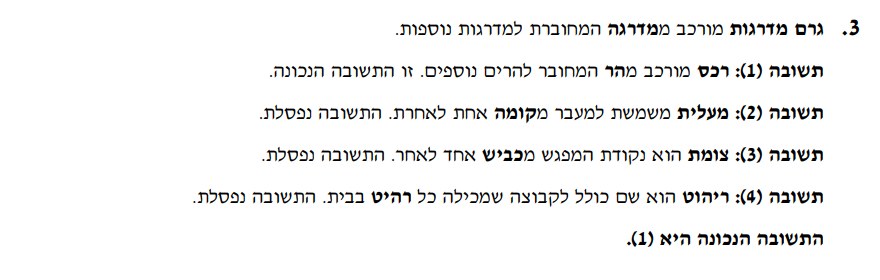 3. גרם מדרגות מורכב ממדרגה המחוברת למדרגות נוספות.
תשובה (1): רכס מורכב מהר המחובר להרים נוספים. זו התשובה הנכונה.
תשובה (2): מעלית משמשת למעבר מקומה אחת לאחרת. התשובה נפסלת.
תשובה (3): צומת הוא נקודת המפגש מכביש אחד לאחר. התשובה נפסלת.
תשובה (4): ריהוט הוא שם כולל לקבוצה שמכילה כל רהיט בבית. התשובה נפסלת.
התשובה הנכונה היא (1).